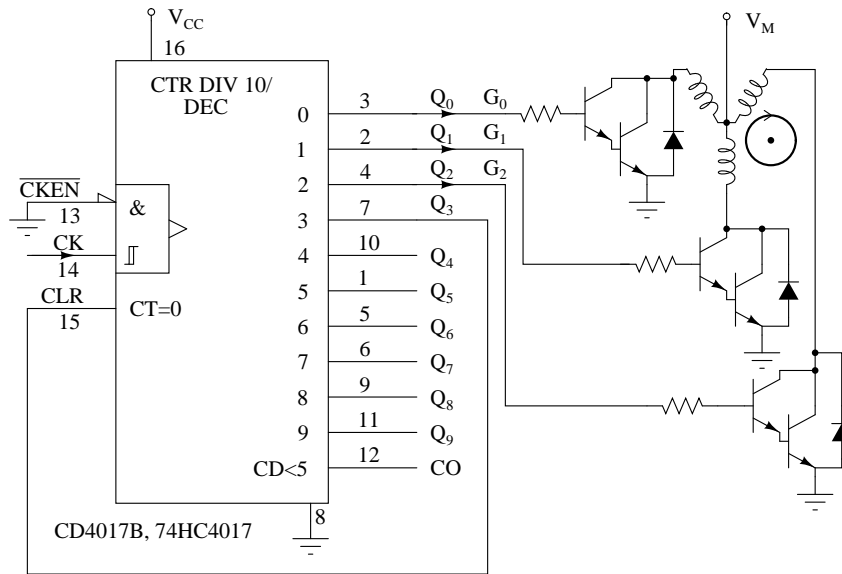 V_CC
16
V_M
CTR DIV 10/
DEC
0 3 Q_0 G_0
1 2 Q_1 G_1
2 4 Q_2 G_2
3 7 Q_3
4 10 Q_4
5 1 Q_5
6 5 Q_6
7 6 Q_7
8 9 Q_8
9 11 Q_9
CD<5 12 CO
CKEN
13
&
CK
14
CLR
15
CT=0
8
CD4017B, 74HC4017